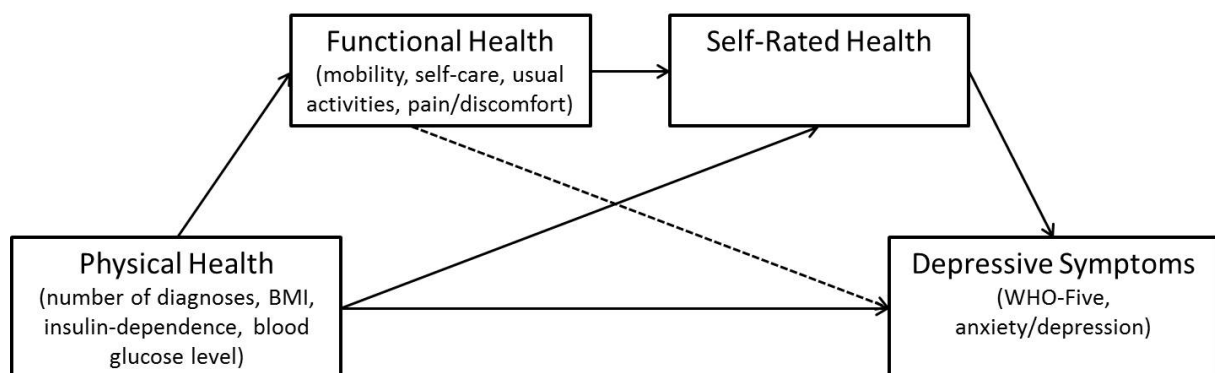 Functional Health
(mobility, self-care, usual
activities, pain/discomfort)
Self-Rated Health
Physical Health
(number of diagnoses, BMI,
insulin-dependence, blood
glucose level)
Depressive Symptoms
(WHO-Five,
anxiety/depression)